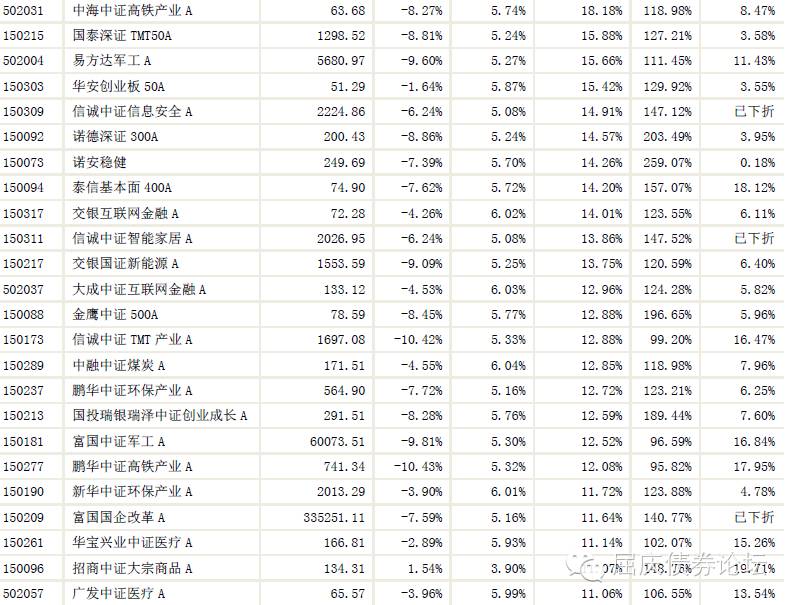 502031 中海中证高铁产业 A 63.68 -8.27% 5.74% 18.18% 118.98% 8.47%
150215 国泰深证 TMT50A 1298.52 -8.81% 5.24% 15.88% 127.21% 3.58%
502004 易方达军工 A 5680.97 -9.60% 5.27% 15.66% 111.45% 11.43%
150303 华安创业板 50A 51.29 -1.64% 5.87% 15.42% 129.92% 3.55%
150309 信诚中证信息安全 A 2224.86 -6.24% 5.08% 14.91% 147.12% 已下折
150092 诺德深证 300A 200.43 -8.86% 5.24% 14.57% 203.49% 3.95%
150073 诺安稳健 249.69 -7.39% 5.70% 14.26% 259.07% 0.18%
150094 泰信基本面 400A 74.90 -7.62% 5.72% 14.20% 157.07% 18.12%
150317 交银互联网金融 A 72.28 -4.26% 6.02% 14.01% 123.55% 6.11%
150311 信诚中证智能家居 A 2026.95 -6.24% 5.08% 13.86% 147.52% 已下折
150217 交银国证新能源 A 1553.59 -9.09% 5.25% 13.75% 120.59% 6.40%
502037 大成中证互联网金融 A 133.12 -4.53% 6.03% 12.96% 124.28% 5.82%
150088 金鹰中证 500A 78.59 -8.45% 5.77% 12.88% 196.65% 5.96%
150173 信诚中证 TMT 产业 A 1697.08 -10.42% 5.33% 12.88% 99.20% 16.47%
150289 中融中证煤炭 A 171.51 -4.55% 6.04% 12.85% 118.98% 7.96%
150237 鹏华中证环保产业 A 564.90 -7.72% 5.16% 12.72% 123.21% 6.25%
150213 国投瑞银瑞泽中证创业成长 A 291.51 -8.28% 5.76% 12.59% 189.44% 7.60%
150181 富国中证军工 A 60073.51 -9.81% 5.30% 12.52% 96.59% 16.84%
150277 鹏华中证高铁产业 A 741.34 -10.43% 5.32% 12.08% 95.82% 17.95%
150190 新华中证环保产业 A 2013.29 -3.90% 6.01% 11.72% 123.88% 4.78%
150209 富国国企改革 A 335251.11 -7.59% 5.16% 11.64% 140.77% 已下折
150261 华宝兴业中证医疗 A 166.81 -2.89% 5.93% 11.14% 102.07% 15.26%
150096 招商中证大宗商品 A 134.31 1.54% 3.90%
屈庆债券论坛
502057 广发中证医疗 A 65.57 -3.96% 5.99% 11.06% 106.55% 13.54%